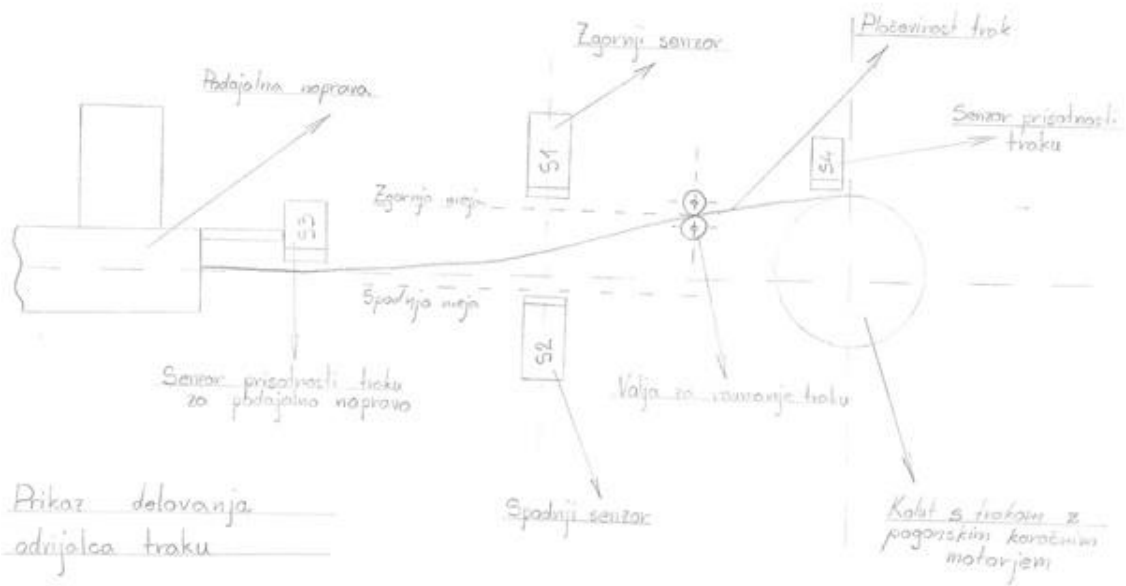 Zgornji senzor
Pločevinast trak
Podajalna naprava
Senzor prisotnosti
traku
S1
S4
Zgornja meja
S3
Spodnja meja
S2
Senzor prisotnosti traku
za podajalno napravo
Valja za ravnanje traku
Prikaz delovanja
odvijalca traku
Spodnji senzor
Kolut s trakom z
pogonskim koračnim
motorjem